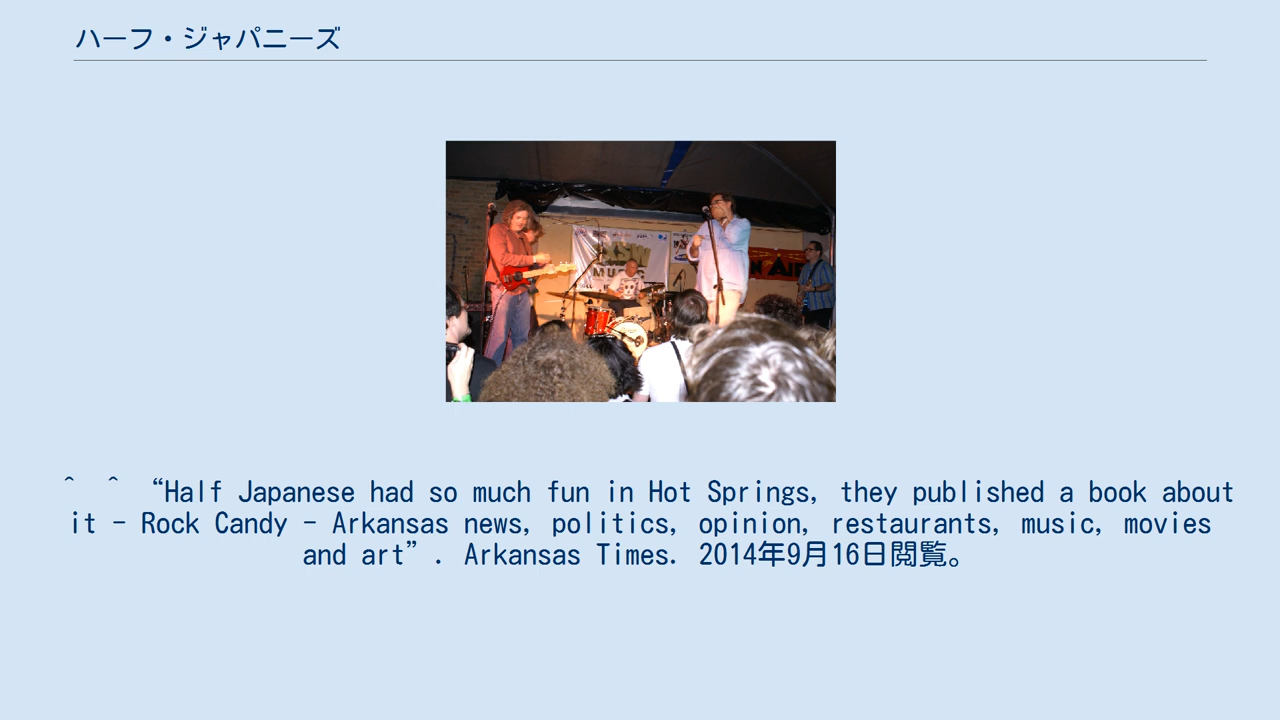 ハーフ・ジャパニーズ
MU
^ ^ “Half Japanese had so much fun in Hot Springs, they published a book about
it - Rock Candy - Arkansas news, politics, opinion, restaurants, music, movies
and art”. Arkansas Times. 2014年9月16日閲覧。